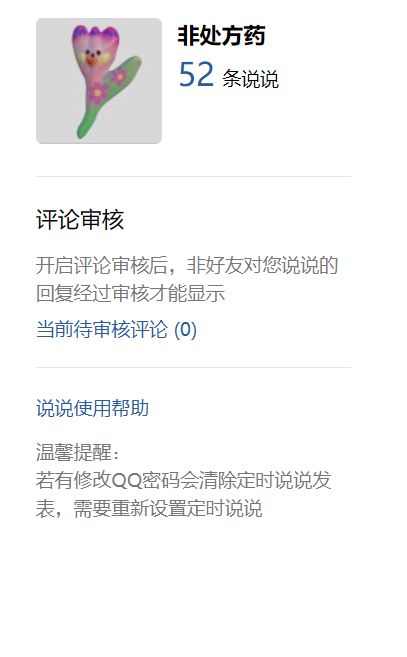 非处方药
52 条说说
评论审核
开启评论审核后，非好友对您说说的
回复经过审核才能显示
当前待审核评论 (0)
说说使用帮助
温馨提醒：
若有修改QQ密码会清除定时说说发
表，需要重新设置定时说说